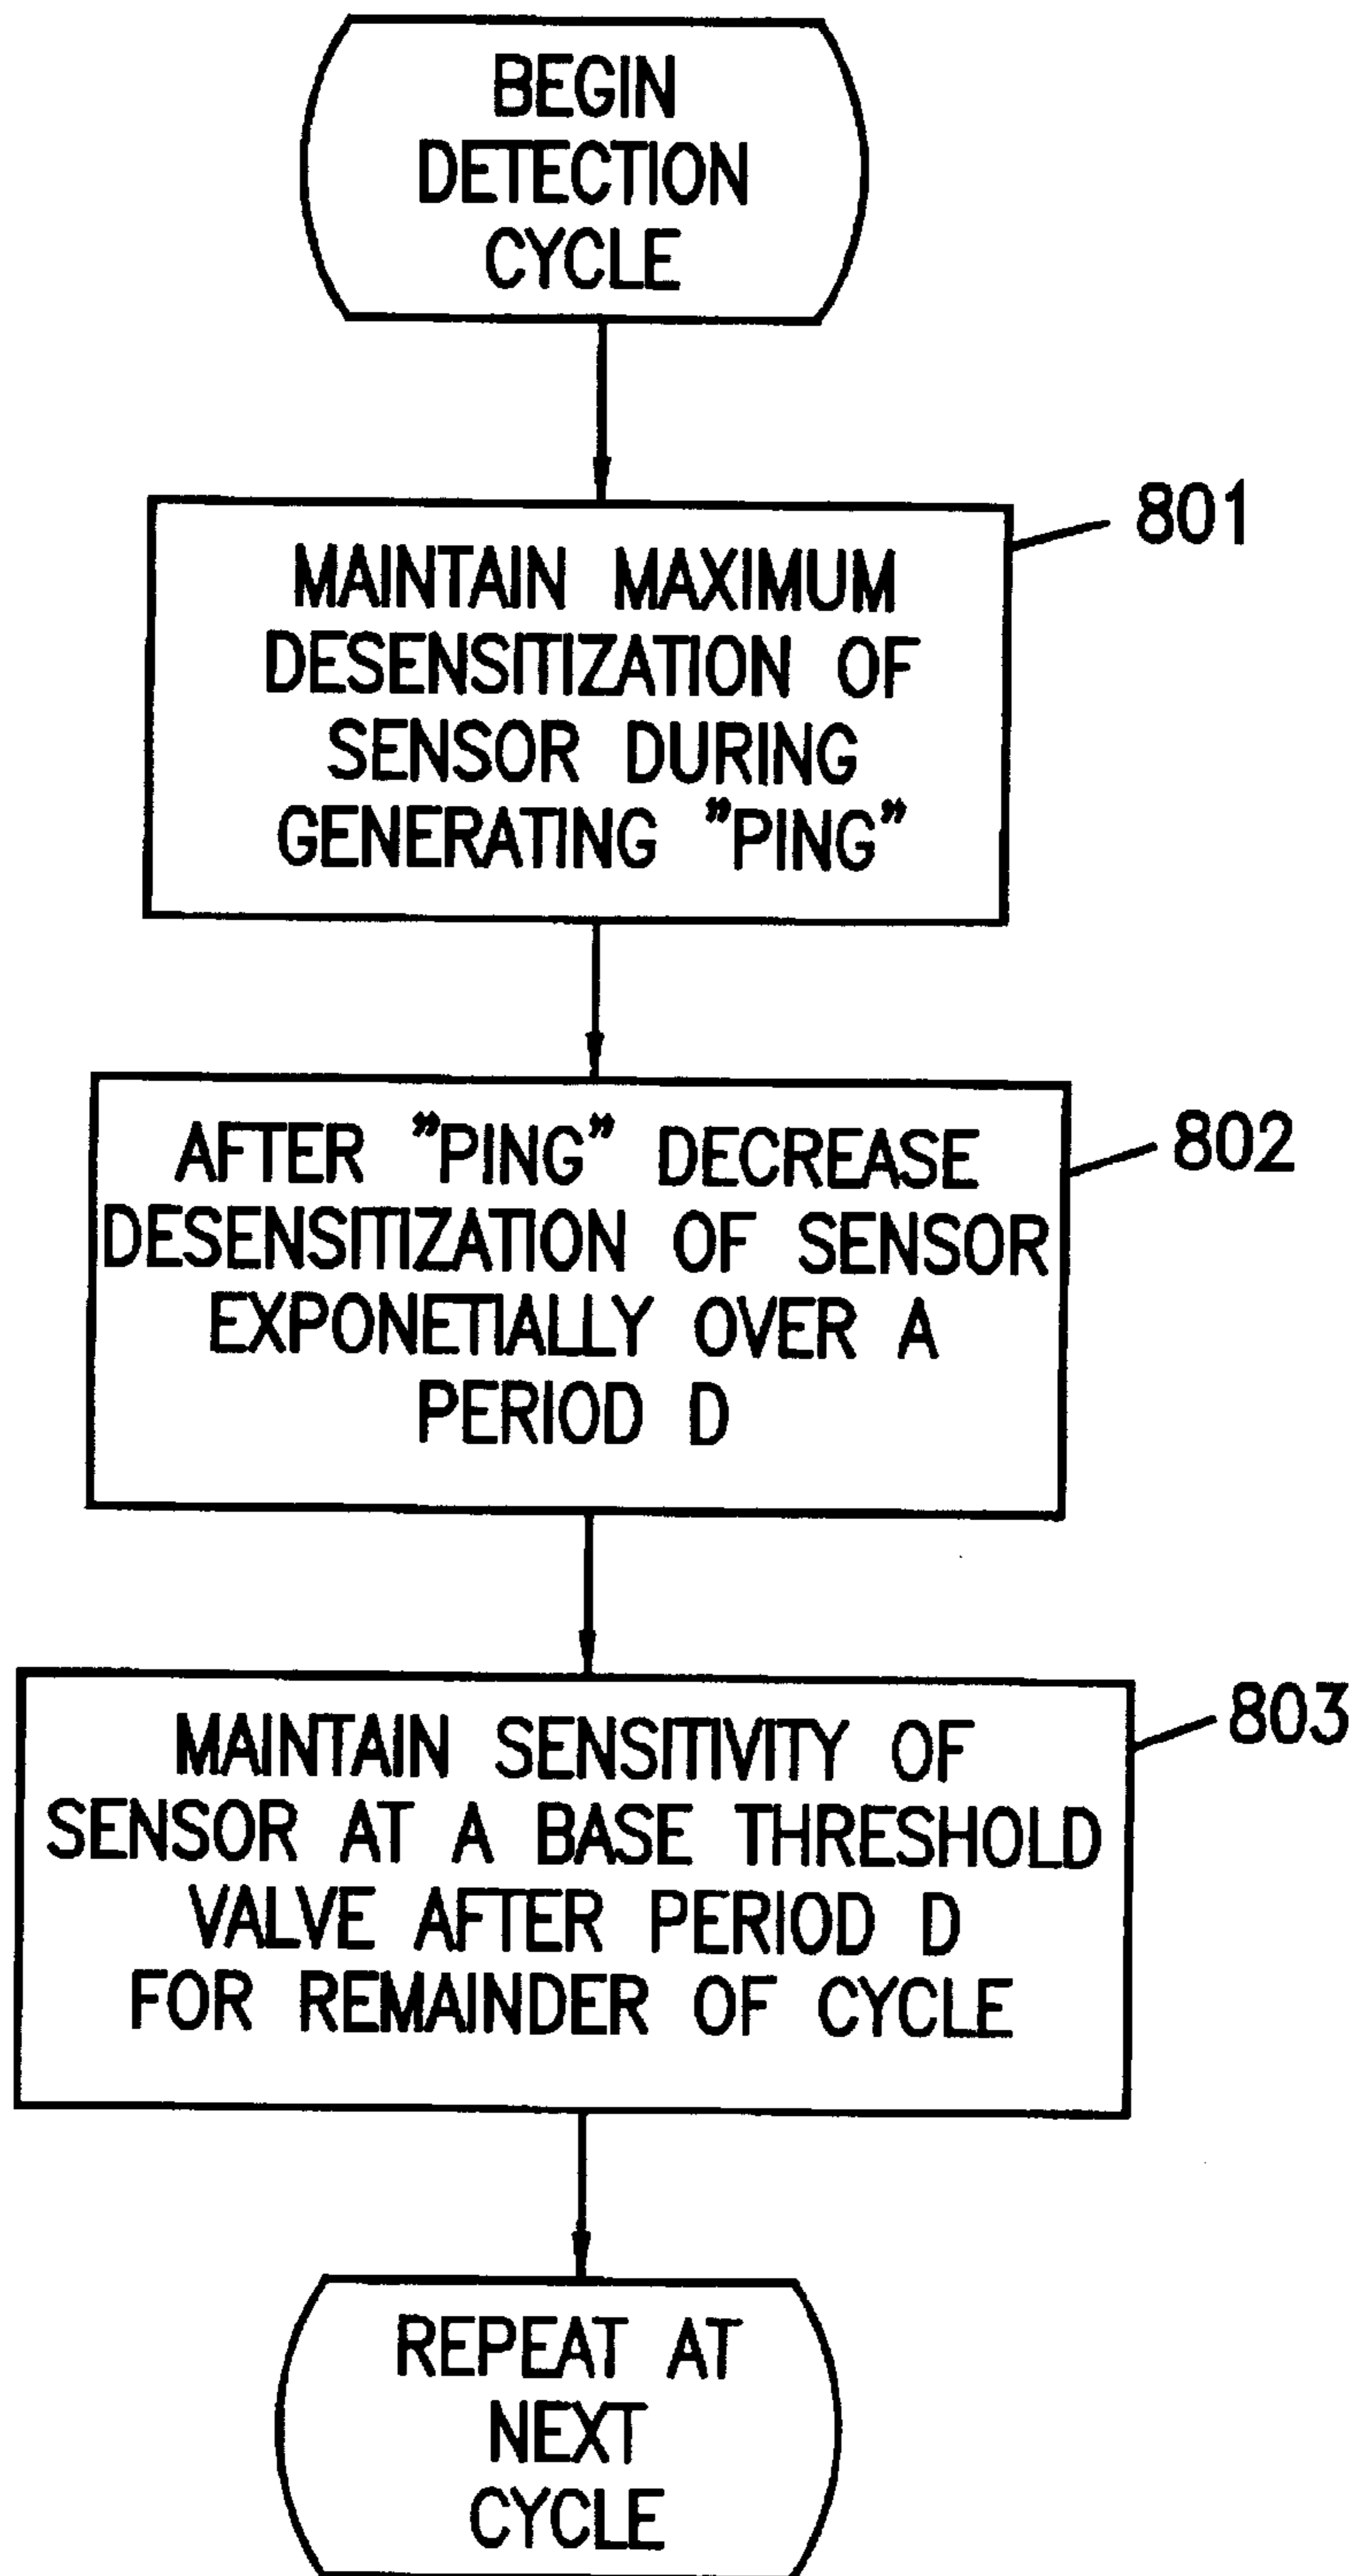 BEGIN
DETECTION
CYCLE
801
MAINTAIN MAXIMUM
DESENSITIZATION OF
SENSOR DURING
GENERATING "PING"
802
AFTER "PING" DECREASE
DESENSITIZATION OF SENSOR
EXPONETIALLY OVER A
PERIOD D
803
MAINTAIN SENSITIVITY OF
SENSOR AT A BASE THRESHOLD
VALVE AFTER PERIOD D
FOR REMAINDER OF CYCLE
REPEAT AT
NEXT
CYCLE